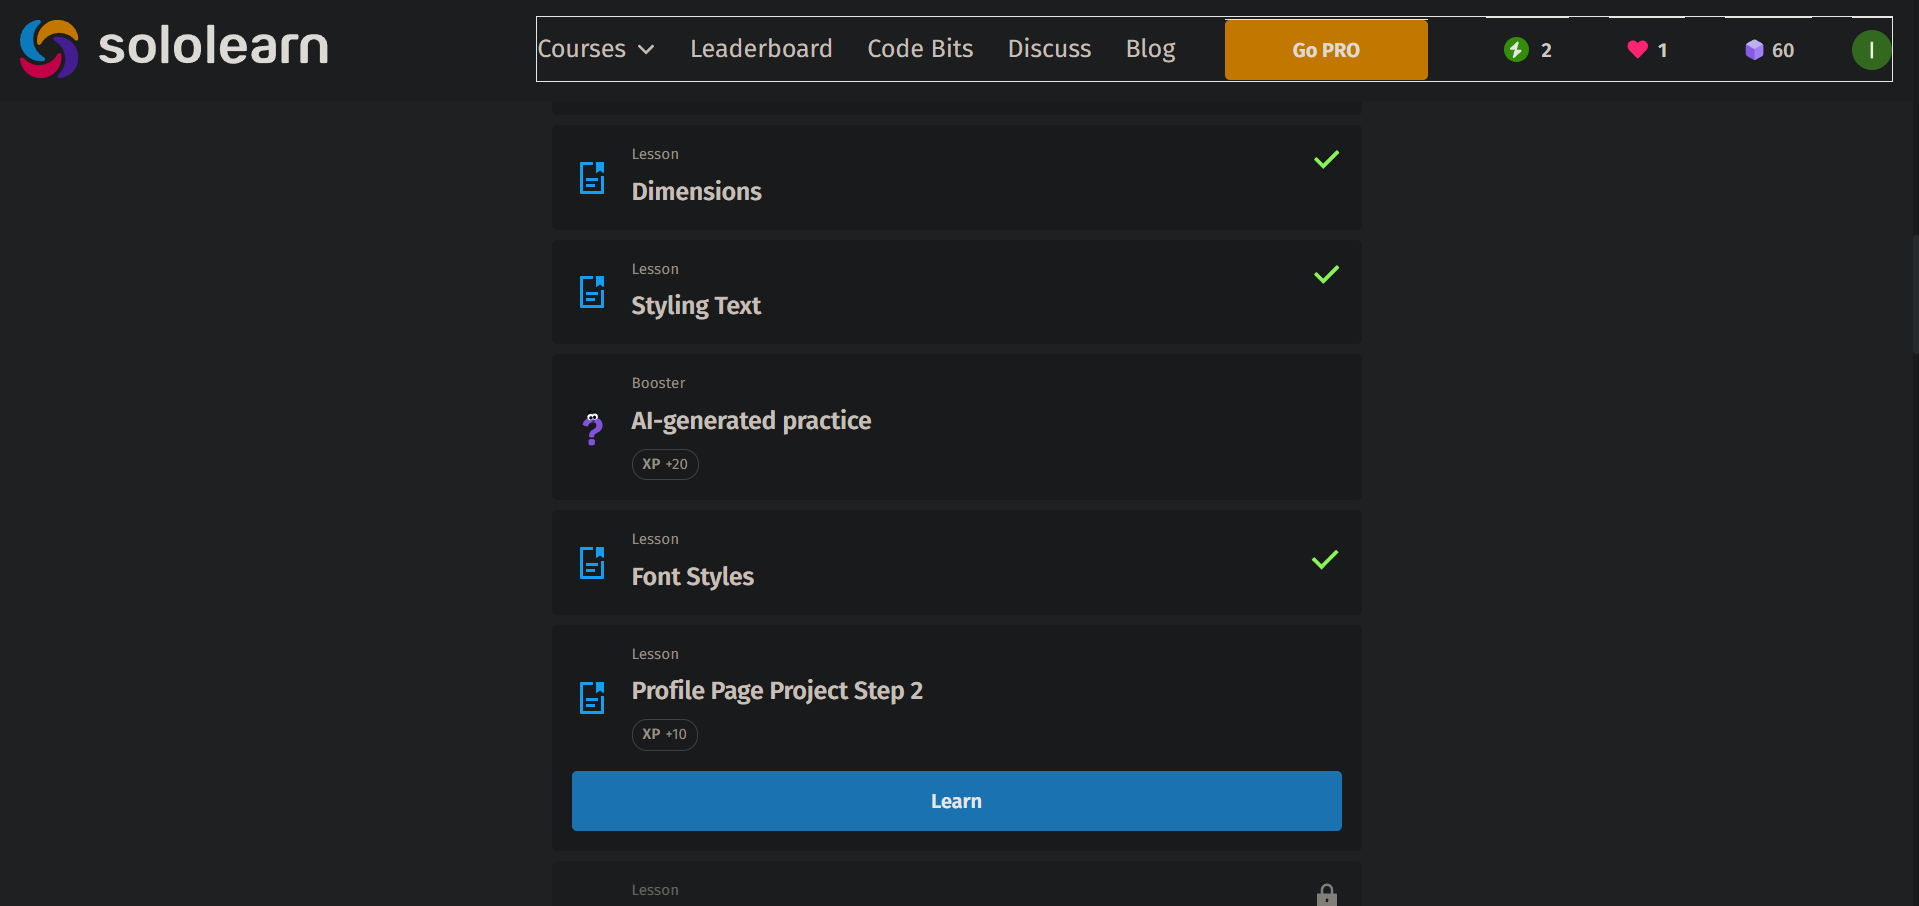 sololearn
Courses Leaderboard Code Bits Discuss Blog Go PRO 2 1 60 I
Lesson
Dimensions
Lesson
Styling Text
Booster
AI-generated practice
XP +20
Lesson
Font Styles
Lesson
Profile Page Project Step 2
XP +10
Learn
Lesson